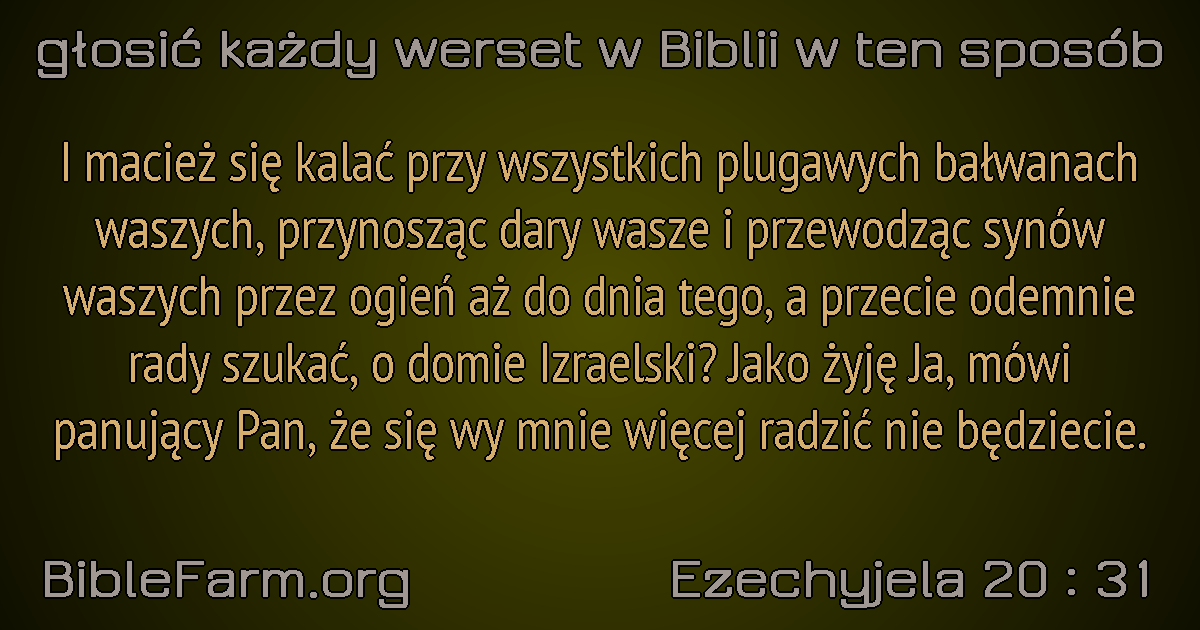 głosić każdy werset w Biblii w ten sposób
I macież się kalać przy wszystkich plugawych bałwanach
waszych, przynosząc dary wasze i przewodząc synów
waszych przez ogień aż do dnia tego, a przecie odemnie
rady szukać, o domie Izraelski? Jako żyję Ja, mówi
panujący Pan, że się wy mnie więcej radzić nie będziecie.
BibleFarm.org
Ezechyjela 20 : 31